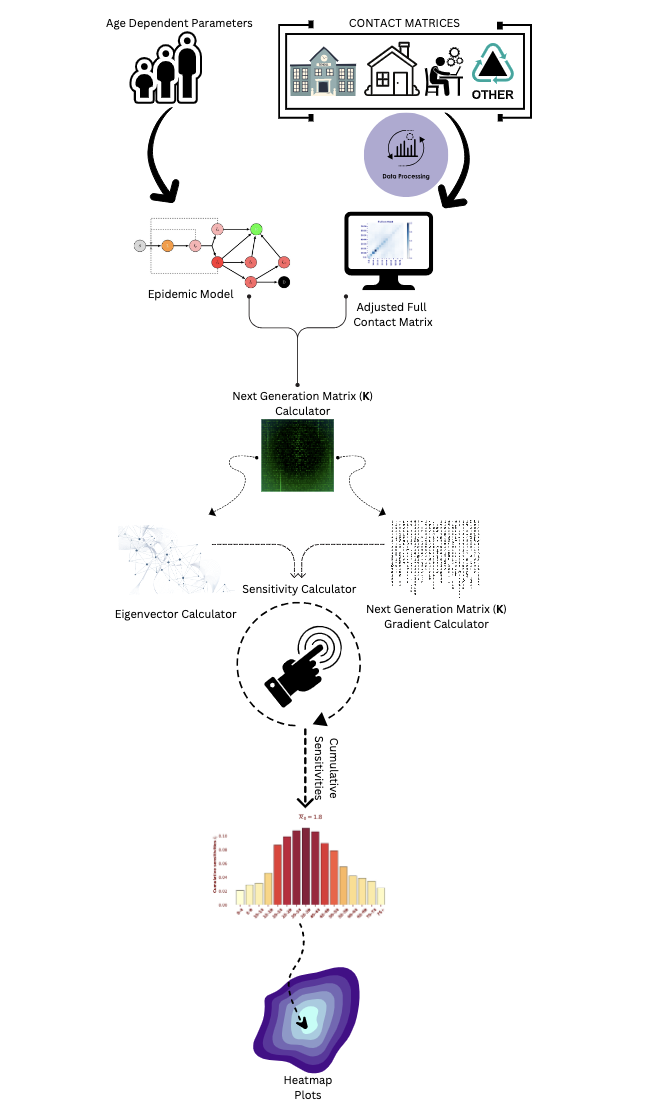 Age Dependent Parameters
CONTACT MATRICES
OTHER
Data Processing
Epidemic Model
Adjusted Full
Contact Matrix
Next Generation Matrix (K)
Calculator
Eigenvector Calculator
Sensitivity Calculator
Next Generation Matrix (K)
Gradient Calculator
Cumulative
Sensitivities
R̅₀ = 1.8
Heatmap
Plots